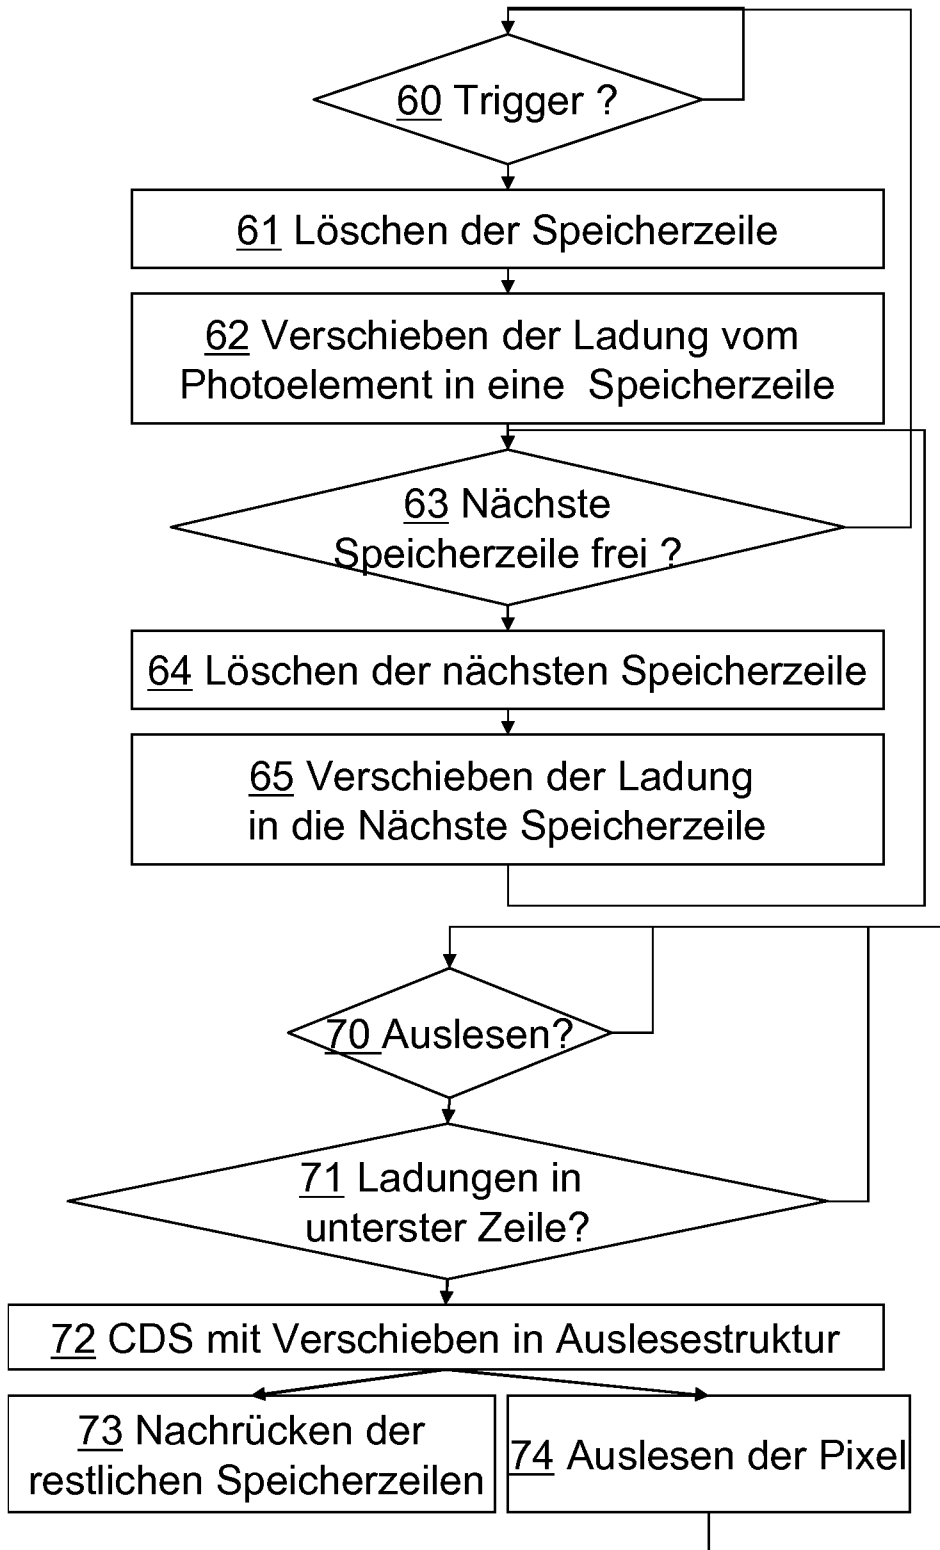 60 Trigger ?
61 Löschen der Speicherzeile
62 Verschieben der Ladung vom
Photoelement in eine Speicherzeile
63 Nächste
Speicherzeile frei ?
64 Löschen der nächsten Speicherzeile
65 Verschieben der Ladung
in die Nächste Speicherzeile
70 Auslesen?
71 Ladungen in
unterster Zeile?
72 CDS mit Verschieben in Auslesestruktur
73 Nachrücken der
restlichen Speicherzeilen
74 Auslesen der Pixel